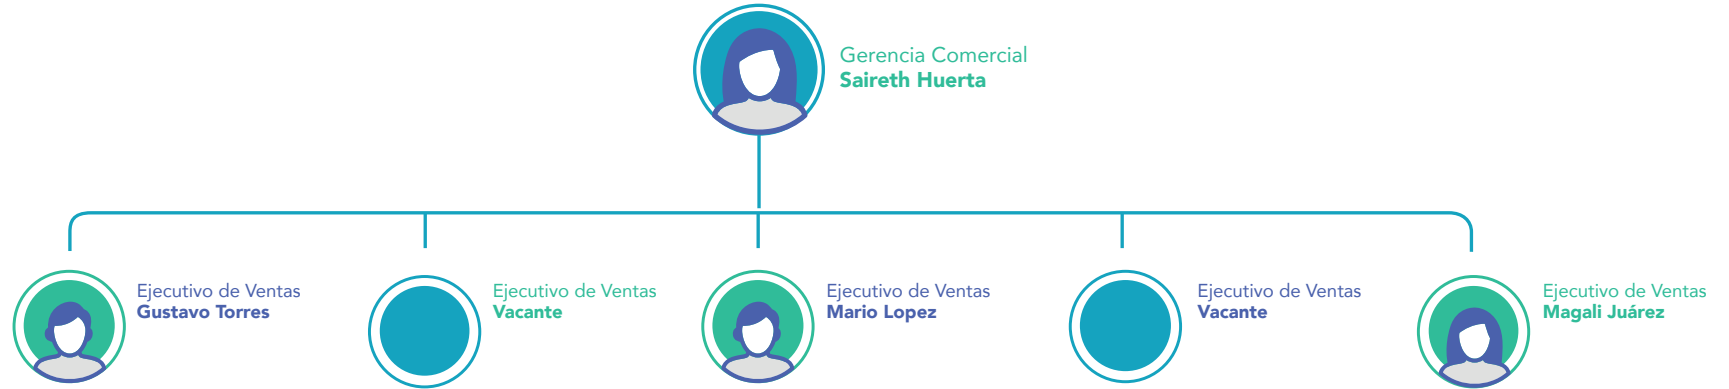 Gerencia Comercial
Saireth Huerta
Ejecutivo de Ventas
Gustavo Torres
Ejecutivo de Ventas
Vacante
Ejecutivo de Ventas
Mario Lopez
Ejecutivo de Ventas
Vacante
Ejecutivo de Ventas
Magali Juárez